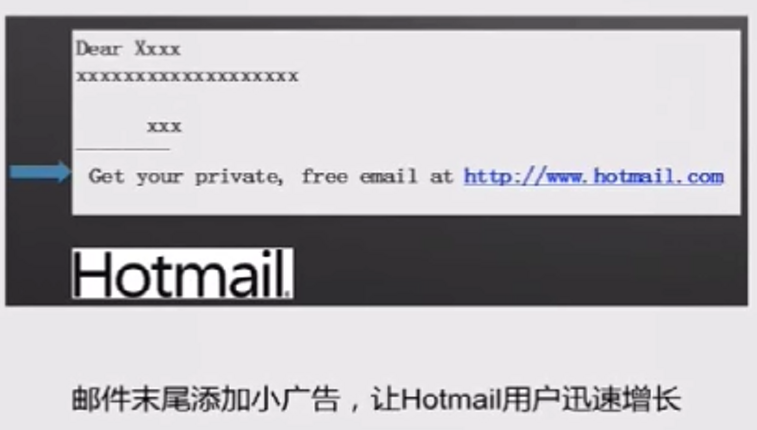 Dear Xxxx
xxxxxxxxxxxxxxxxxxx
xxx
Get your private, free email at http://www.hotmail.com
Hotmail.
邮件末尾添加小广告，让Hotmail用户迅速增长